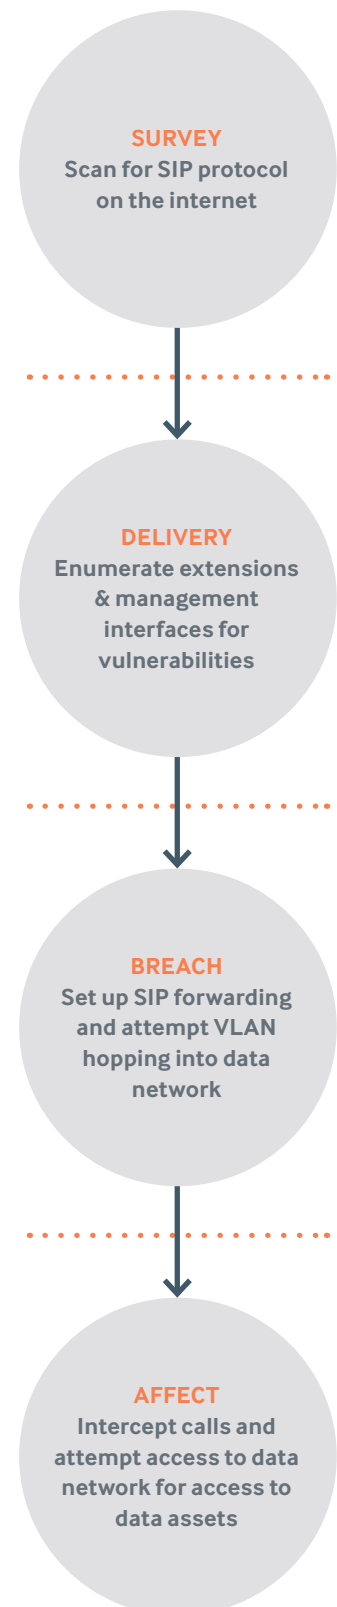 SURVEY
Scan for SIP protocol
on the internet
DELIVERY
Enumerate extensions
& management
interfaces for
vulnerabilities
BREACH
Set up SIP forwarding
and attempt VLAN
hopping into data
network
AFFECT
Intercept calls and
attempt access to data
network for access to
data assets